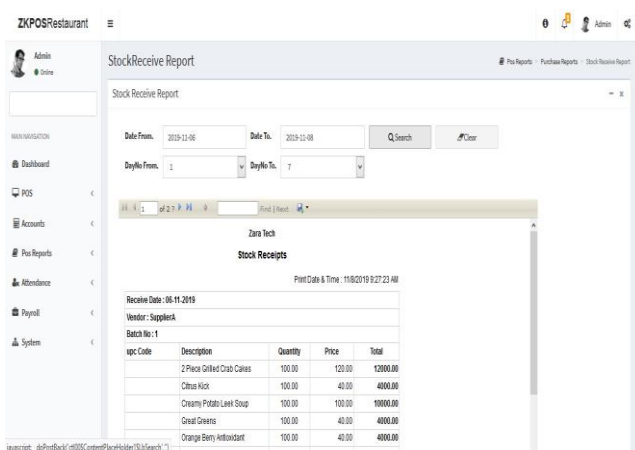 ZKPOSRestaurant
Admin
Admin
Online
StockReceive Report
Pos Reports > Purchase Reports > Stock Receive Report
Stock Receive Report
MAIN NAVIGATION
Date From. 2019-11-06 Date To. 2019-11-08 Search Clear
DayNo From. 1 DayNo To. 7
Dashboard
POS
Accounts
Pos Reports
Attendance
Payroll
System
1 of 2 ? Find | Next
Zara Tech
Stock Receipts
Print Date & Time : 11/8/2019 9:27:23 AM
Receive Date : 06-11-2019
Vendor : SupplierA
Batch No : 1
upc Code Description Quantity Price Total
2 Piece Grilled Crab Cakes 100.00 120.00 12000.00
Citrus Kick 100.00 40.00 4000.00
Creamy Potato Leek Soup 100.00 100.00 10000.00
Great Greens 100.00 40.00 4000.00
Orange Berry Antioxidant 100.00 40.00 4000.00